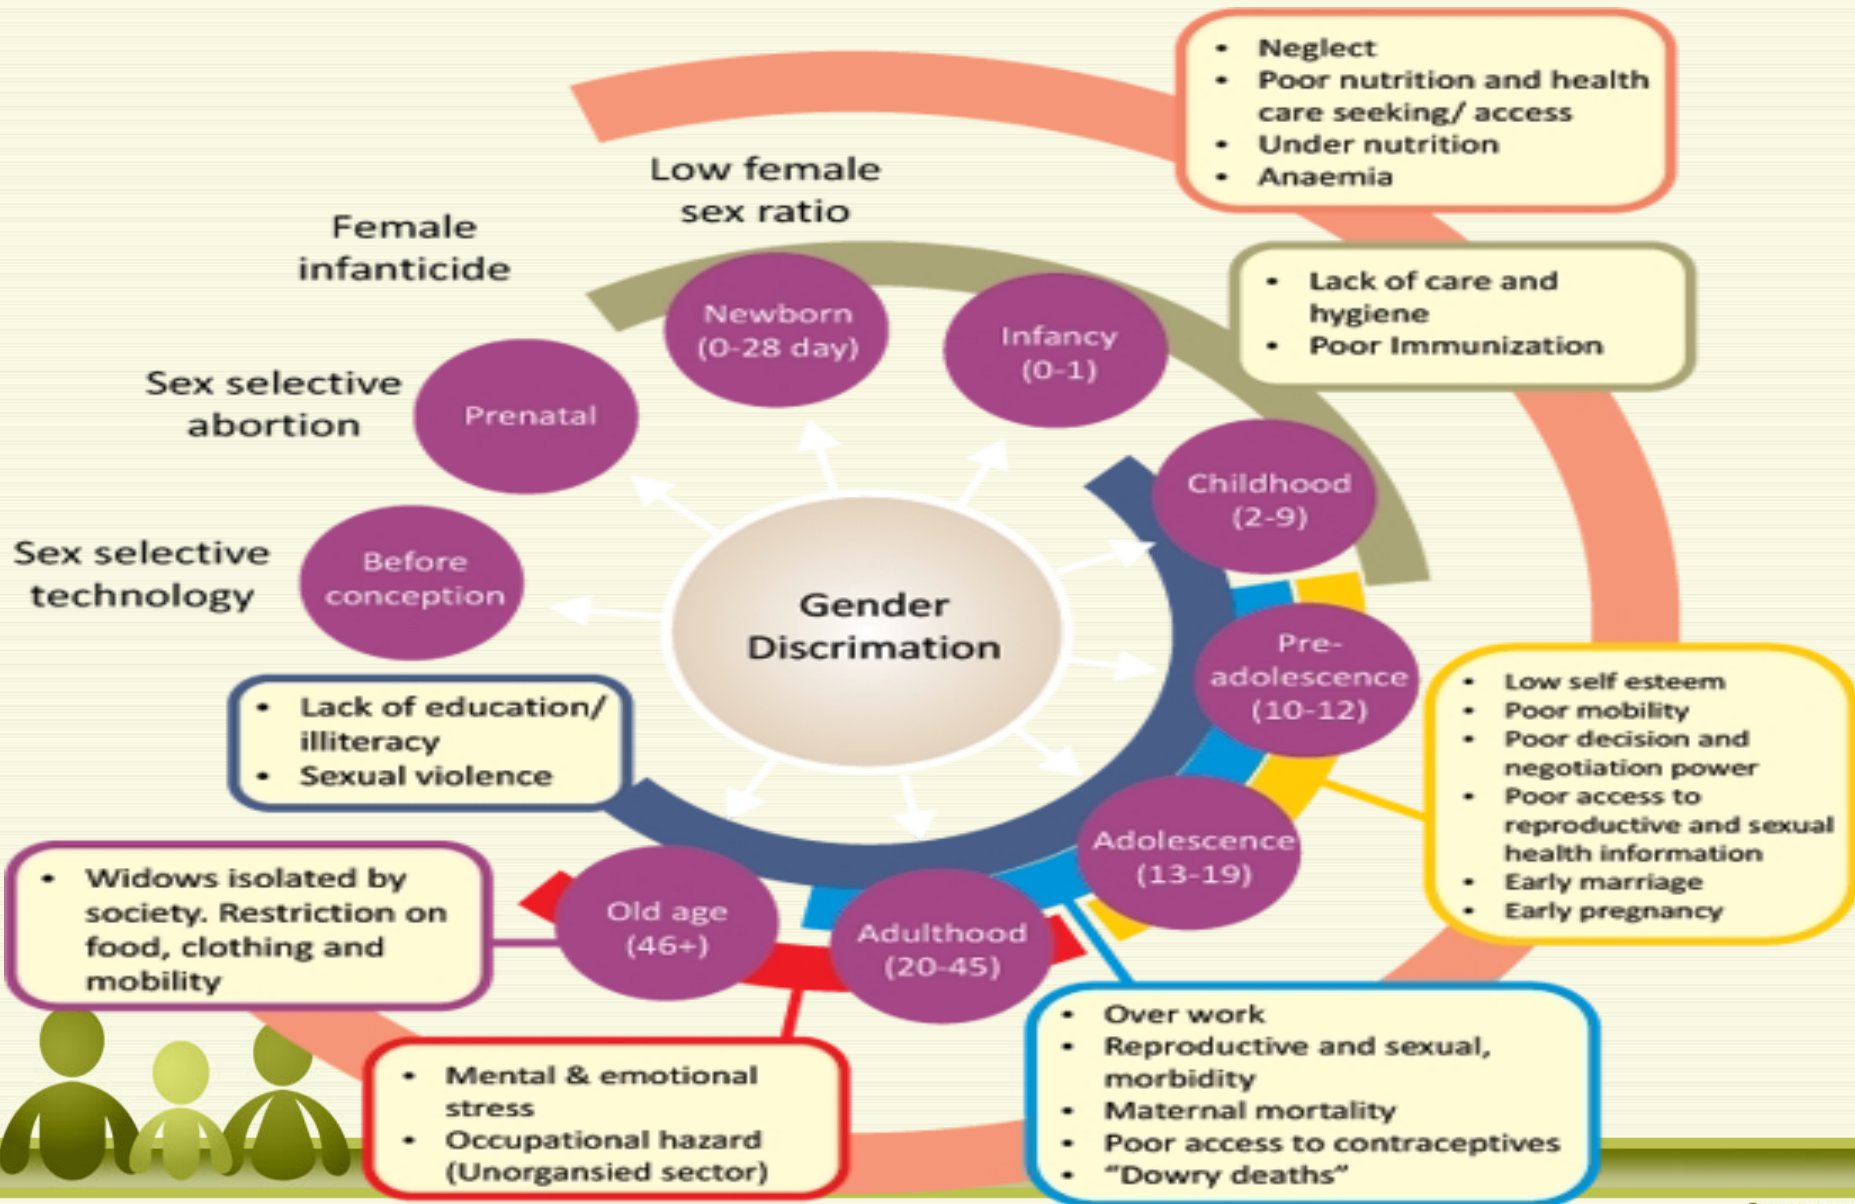 • Neglect
• Poor nutrition and health
care seeking/ access
• Under nutrition
• Anaemia
Low female
sex ratio
Female
infanticide
• Lack of care and
hygiene
• Poor Immunization
Newborn
(0-28 day)
Infancy
(0-1)
Sex selective
abortion
Prenatal
Childhood
(2-9)
Sex selective
technology
Before
conception
Gender
Discrimation
Pre-
adolescence
(10-12)
• Lack of education/
illiteracy
• Sexual violence
• Low self esteem
• Poor mobility
• Poor decision and
negotiation power
• Poor access to
reproductive and sexual
health information
• Early marriage
• Early pregnancy
Adolescence
(13-19)
• Widows isolated by
society. Restriction on
food, clothing and
mobility
Old age
(46+)
Adulthood
(20-45)
• Mental & emotional
stress
• Occupational hazard
(Unorgansied sector)
• Over work
• Reproductive and sexual,
morbidity
• Maternal mortality
• Poor access to contraceptives
• “Dowry deaths”